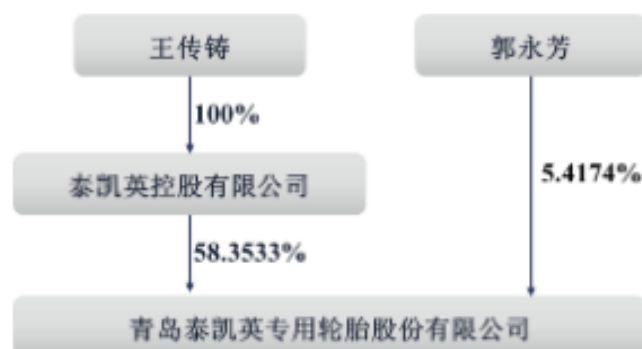 王传铸
郭永芳
100%
5.4174%
泰凯英控股有限公司
58.3533%
青岛泰凯英专用轮胎股份有限公司